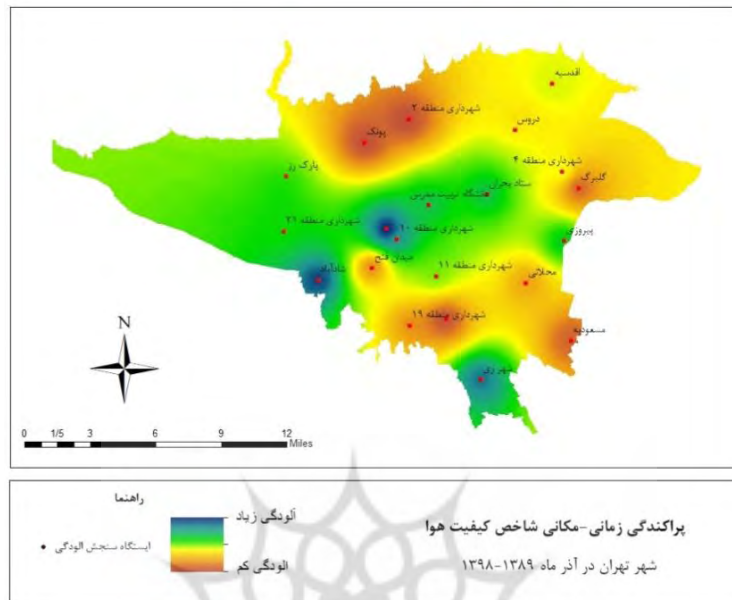 اقدسیه
شهرداری منطقه ۲
دروس
پونک
شهرداری منطقه ۴
پارک رز
گلبرگ
ستاد بحران
دانشگاه تربیت مدرس
شهرداری منطقه ۲۱
شهرداری منطقه ۱۰
پیروزی
میدان فتح
شهرداری منطقه ۱۱
شادآباد
محلاتی
شهرداری منطقه ۱۹
مسعودیه
شهر ری
N
0 1/5 3 6 9 12
Miles
راهنما
آلودگی زیاد
ایستگاه سنجش الودگی
الودگی کم
پراکندگی زمانی-مکانی شاخص کیفیت هوا
شهر تهران در آذر ماه ۱۳۸۹-۱۳۹۸